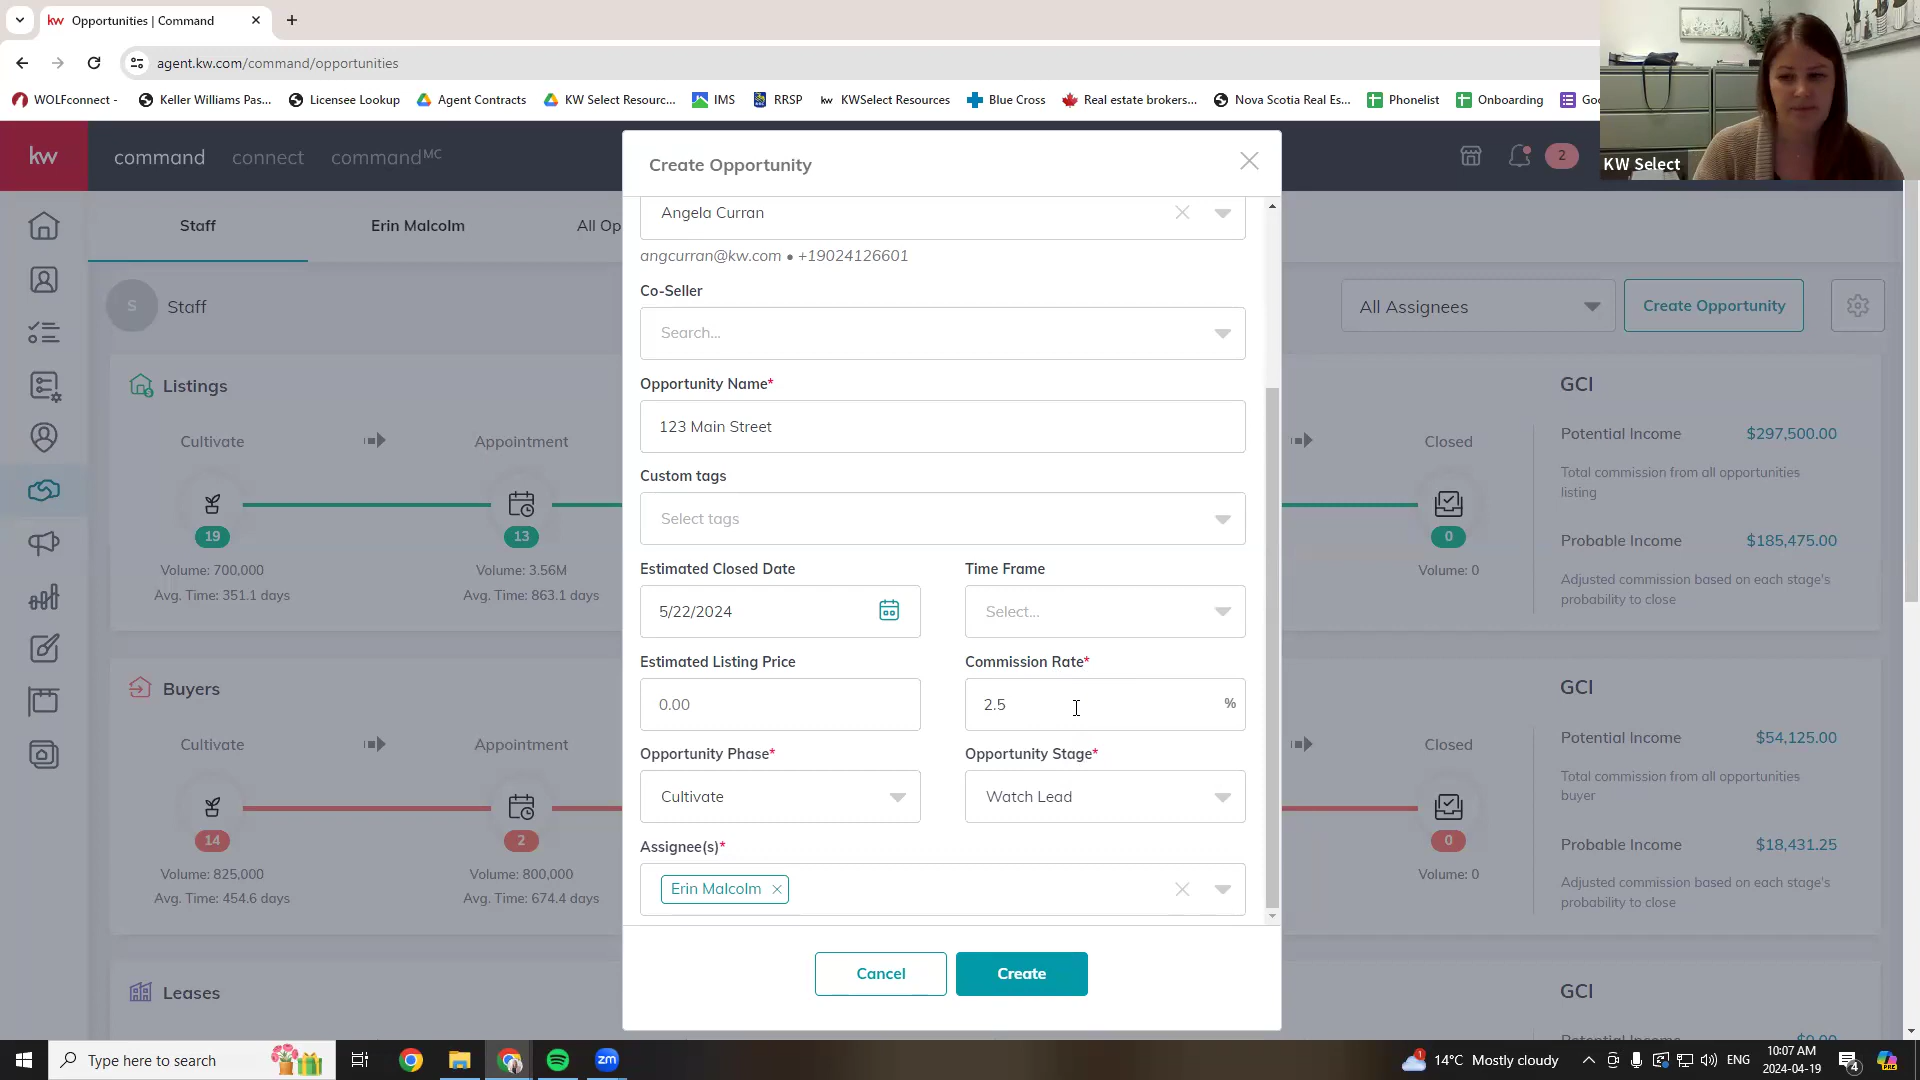 kw Opportunities | Command
agent.kw.com/command/opportunities
WOLFconnect - Keller Williams Pas... Licensee Lookup Agent Contracts KW Select Resourc... IMS RRSP kw KWSelect Resources Blue Cross Real estate brokers... Nova Scotia Real Es... Phonelist Onboarding Goo
KW Select
kw command connect command MC 2
Create Opportunity
Staff Erin Malcolm All Op
S Staff
All Assignees Create Opportunity
Angela Curran
angcurran@kw.com • +19024126601
Co-Seller
Search...
Opportunity Name*
123 Main Street
Custom tags
Select tags
Estimated Closed Date Time Frame
5/22/2024 Select...
Estimated Listing Price Commission Rate*
0.00 2.5 %
Opportunity Phase* Opportunity Stage*
Cultivate Watch Lead
Assignee(s)*
Erin Malcolm
Cancel Create
Listings GCI
Cultivate Appointment Closed Potential Income $297,500.00
Total commission from all opportunities
listing
19 13 0 Probable Income $185,475.00
Volume: 700,000 Volume: 3.56M Volume: 0 Adjusted commission based on each stage's
Avg. Time: 351.1 days Avg. Time: 863.1 days probability to close
Buyers GCI
Cultivate Appointment Closed Potential Income $54,125.00
Total commission from all opportunities
buyer
14 2 0 Probable Income $18,431.25
Volume: 825,000 Volume: 800,000 Volume: 0 Adjusted commission based on each stage's
Avg. Time: 454.6 days Avg. Time: 674.4 days probability to close
Leases GCI
Type here to search zm 1 14°C Mostly cloudy ENG 10:07 AM 4 PRE
2024-04-19